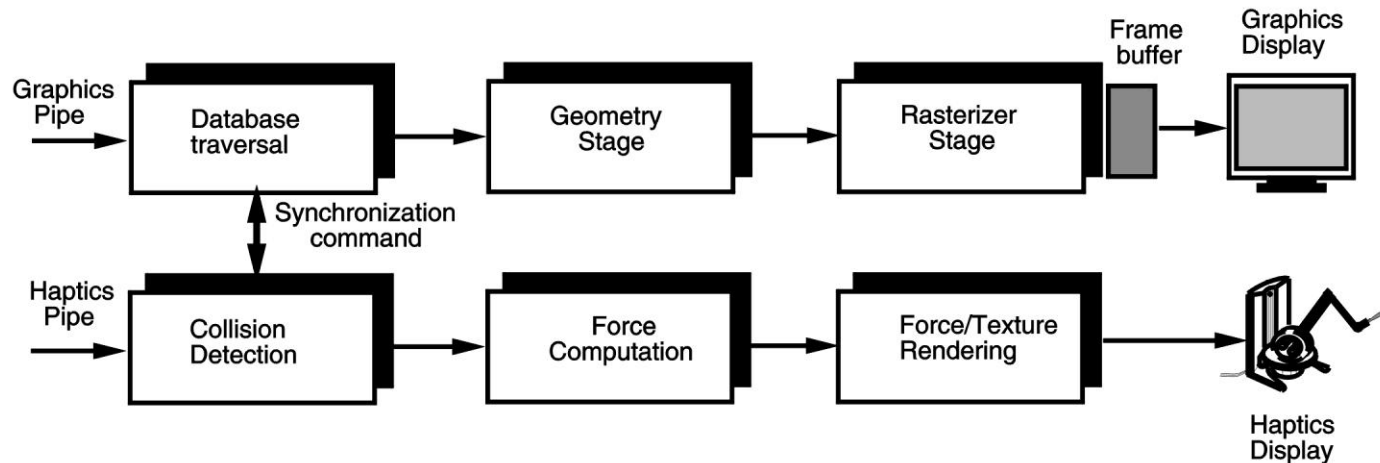 Graphics
Pipe
Database
traversal
Geometry
Stage
Rasterizer
Stage
Frame
buffer
Graphics
Display
Synchronization
command
Haptics
Pipe
Collision
Detection
Force
Computation
Force/Texture
Rendering
Haptics
Display